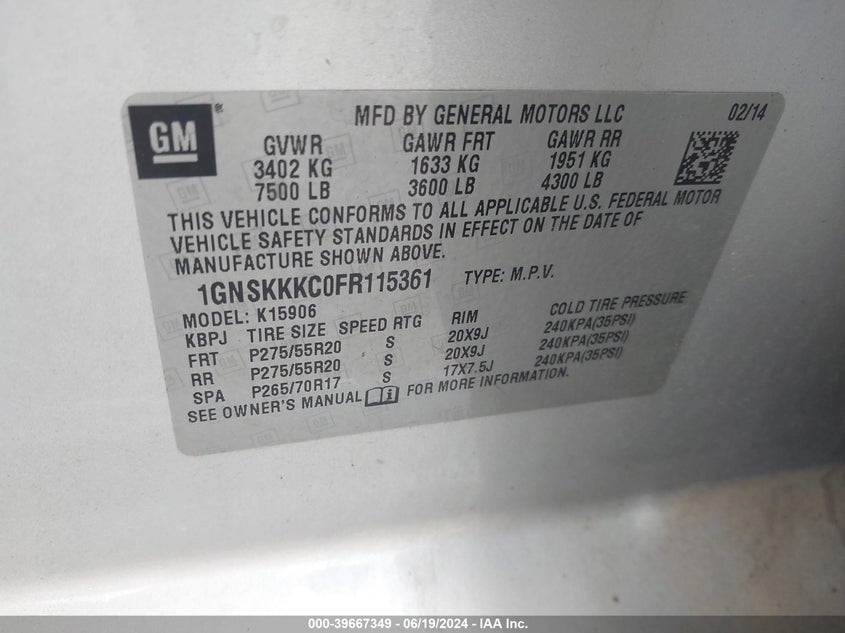 GM
MFD BY GENERAL MOTORS LLC 02/14
GVWR GAWR FRT GAWR RR
3402 KG 1633 KG 1951 KG
7500 LB 3600 LB 4300 LB
THIS VEHICLE CONFORMS TO ALL APPLICABLE U.S. FEDERAL MOTOR
VEHICLE SAFETY STANDARDS IN EFFECT ON THE DATE OF
MANUFACTURE SHOWN ABOVE.
1GNSKKKC0FR115361 TYPE: M.P.V.
MODEL: K15906
KBPJ TIRE SIZE SPEED RTG RIM COLD TIRE PRESSURE
FRT P275/55R20 S 20X9J 240KPA(35PSI)
RR P275/55R20 S 20X9J 240KPA(35PSI)
SPA P265/70R17 S 17X7.5J 240KPA(35PSI)
SEE OWNER'S MANUAL FOR MORE INFORMATION.
000-39667349 - 06/19/2024 - IAA Inc.